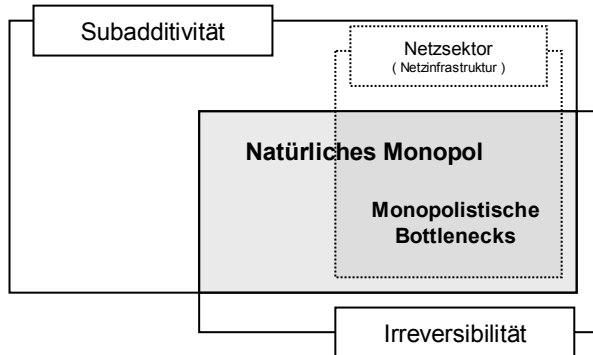 Subadditivität
Netzsektor
( Netzinfrastruktur )
Natürliches Monopol
Monopolistische
Bottlenecks
Irreversibilität